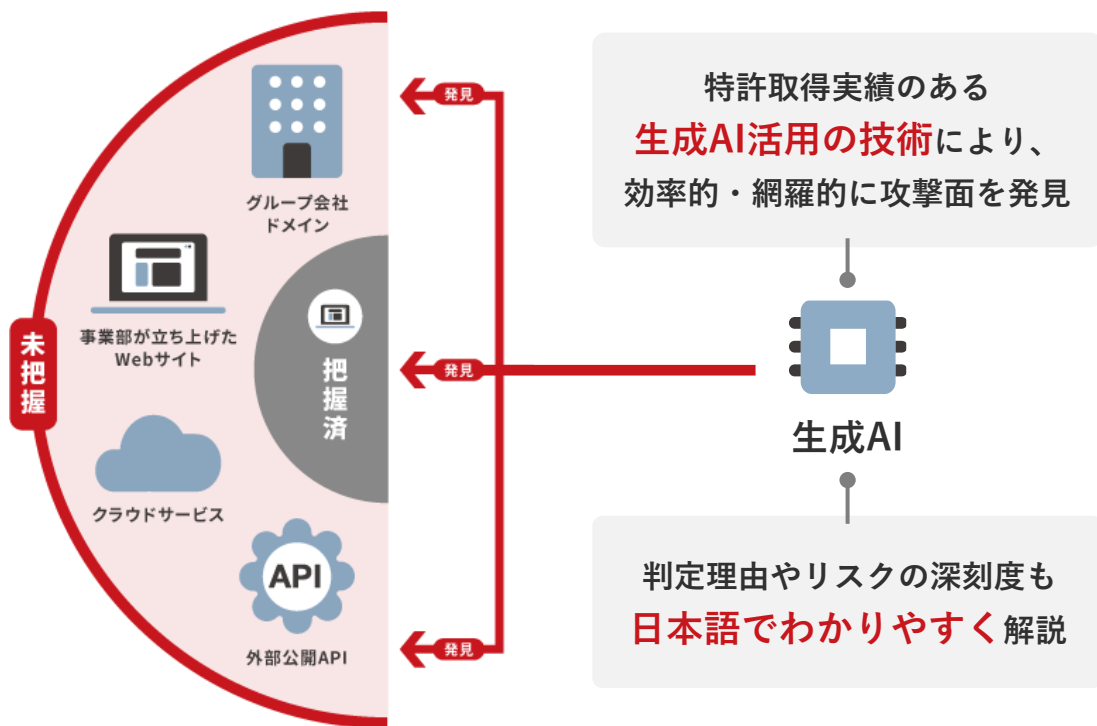 グループ会社
ドメイン
事業部が立ち上げた
Webサイト
クラウドサービス
API
外部公開API
未把握
把握済
発見
発見
発見
特許取得実績のある
生成AI活用の技術により、
効率的・網羅的に攻撃面を発見
生成AI
判定理由やリスクの深刻度も
日本語でわかりやすく解説